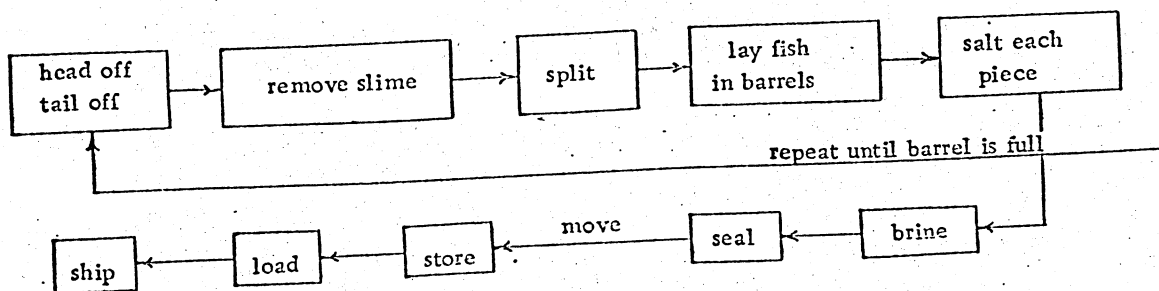 head off
tail off
remove slime
split
lay fish
in barrels
salt each
piece
repeat until barrel is full
brine
seal
move
store
load
ship